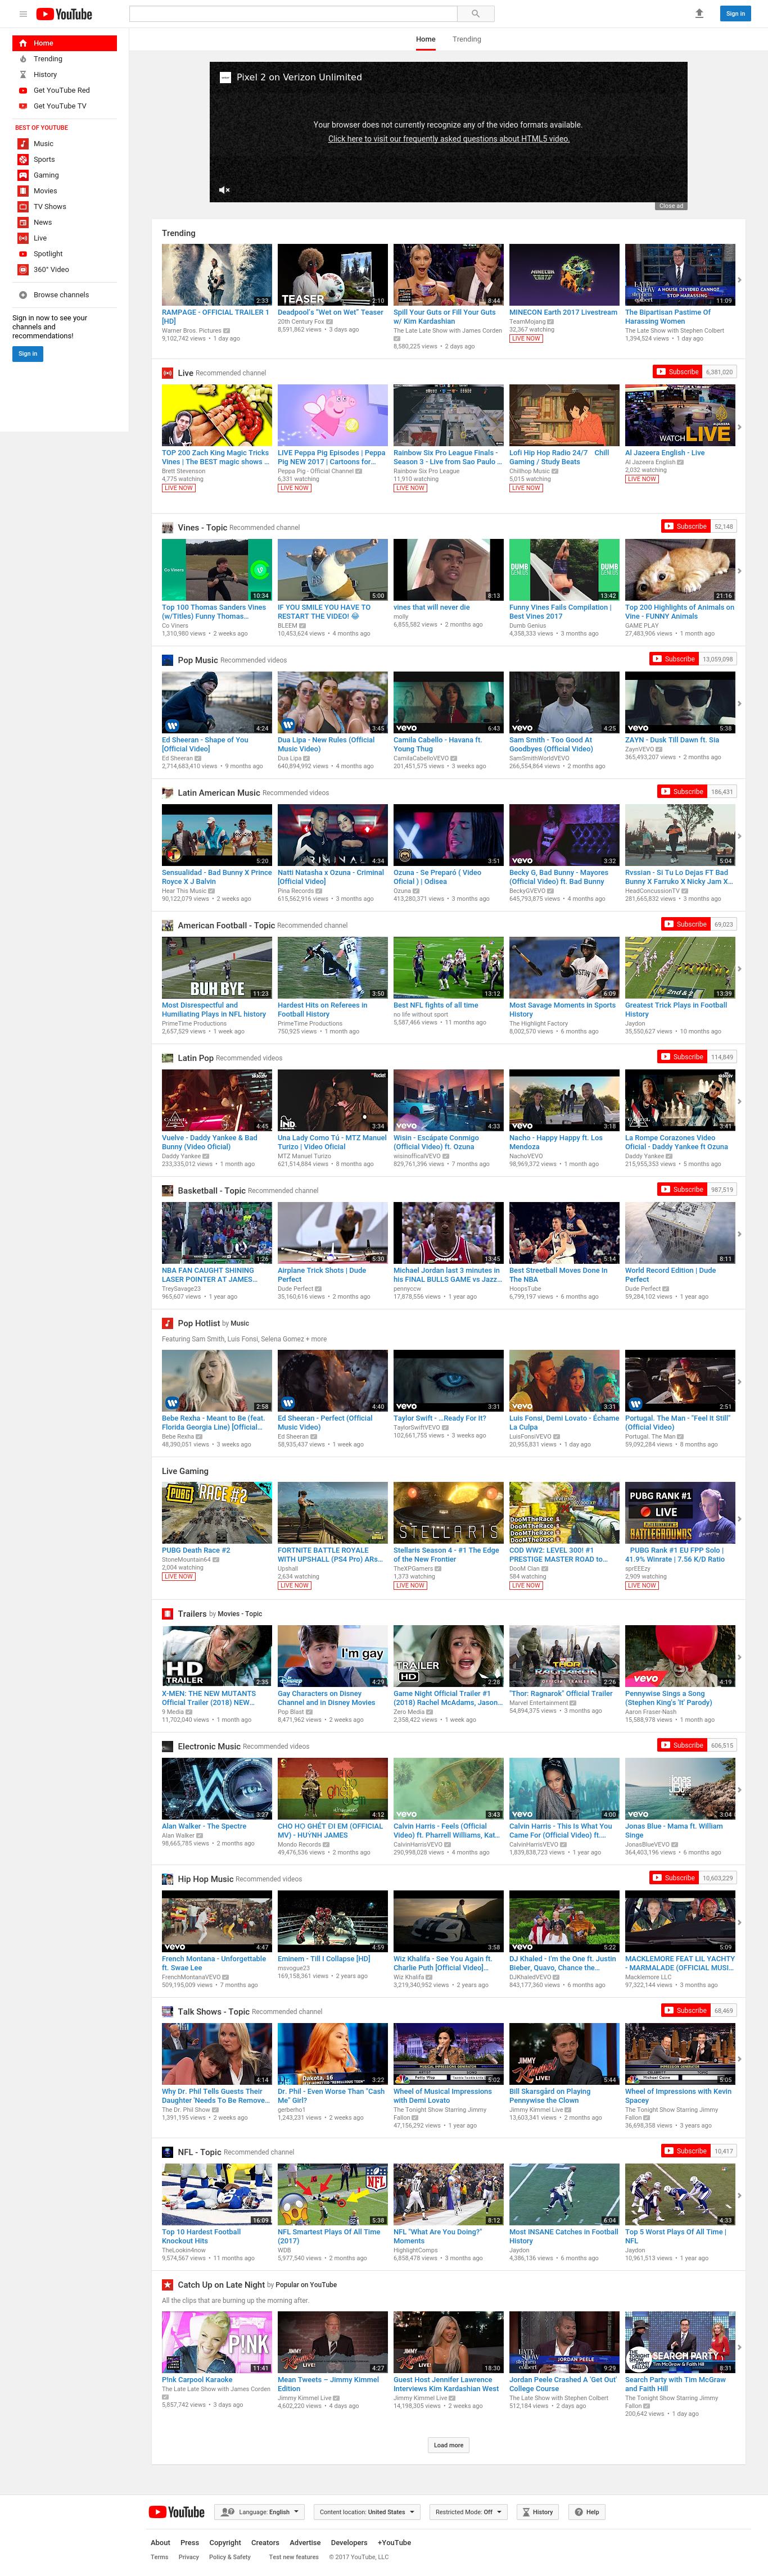 YouTube
Sign in
Home
Trending
History
Get YouTube Red
Get YouTube TV
BEST OF YOUTUBE
Music
Sports
Gaming
Movies
TV Shows
News
Live
Spotlight
360° Video
Browse channels
Sign in now to see your
channels and
recommendations!
Sign in
Home Trending
Pixel 2 on Verizon Unlimited
Your browser does not currently recognize any of the video formats available.
Click here to visit our frequently asked questions about HTML5 video.
Close ad
Trending
RAMPAGE - OFFICIAL TRAILER 1
[HD]
Warner Bros. Pictures
9,102,742 views • 1 day ago
Deadpool's "Wet on Wet" Teaser
20th Century Fox
8,591,862 views • 3 days ago
Spill Your Guts or Fill Your Guts
w/ Kim Kardashian
The Late Late Show with James Corden
8,580,225 views • 2 days ago
MINECON Earth 2017 Livestream
TeamMojang
32,367 watching
LIVE NOW
The Bipartisan Pastime Of
Harassing Women
The Late Show with Stephen Colbert
1,394,524 views • 1 day ago
Live Recommended channel
Subscribe 6,381,020
TOP 200 Zach King Magic Tricks
Vines | The BEST magic shows ...
Brett Stevenson
4,775 watching
LIVE NOW
LIVE Peppa Pig Episodes | Peppa
Pig NEW 2017 | Cartoons for...
Peppa Pig - Official Channel
6,331 watching
LIVE NOW
Rainbow Six Pro League Finals -
Season 3 - Live from Sao Paulo ...
Rainbow Six Pro League
11,910 watching
LIVE NOW
Lofi Hip Hop Radio 24/7 Chill
Gaming / Study Beats
Chillhop Music
5,015 watching
LIVE NOW
Al Jazeera English - Live
Al Jazeera English
2,032 watching
LIVE NOW
Vines - Topic Recommended channel
Subscribe 52,148
Top 100 Thomas Sanders Vines
(w/Titles) Funny Thomas...
Co Viners
1,310,980 views • 2 weeks ago
IF YOU SMILE YOU HAVE TO
RESTART THE VIDEO! 😂
BLEEM
10,453,624 views • 4 months ago
vines that will never die
molly
6,855,582 views • 2 months ago
Funny Vines Fails Compilation |
Best Vines 2017
Dumb Genius
4,358,333 views • 3 months ago
Top 200 Highlights of Animals on
Vine - FUNNY Animals
GAME PLAY
27,483,906 views • 1 month ago
Pop Music Recommended videos
Subscribe 13,059,098
Ed Sheeran - Shape of You
[Official Video]
Ed Sheeran
2,714,683,410 views • 9 months ago
Dua Lipa - New Rules (Official
Music Video)
Dua Lipa
640,894,992 views • 4 months ago
Camila Cabello - Havana ft.
Young Thug
CamilaCabelloVEVO
201,451,575 views • 3 weeks ago
Sam Smith - Too Good At
Goodbyes (Official Video)
SamSmithWorldVEVO
266,554,864 views • 2 months ago
ZAYN - Dusk Till Dawn ft. Sia
ZaynVEVO
365,493,207 views • 2 months ago
Latin American Music Recommended videos
Subscribe 186,431
Sensualidad - Bad Bunny X Prince
Royce X J Balvin
Hear This Music
90,122,079 views • 2 weeks ago
Natti Natasha x Ozuna - Criminal
[Official Video]
Pina Records
615,562,916 views • 3 months ago
Ozuna - Se Preparó ( Video
Oficial ) | Odisea
Ozuna
413,280,371 views • 3 months ago
Becky G, Bad Bunny - Mayores
(Official Video) ft. Bad Bunny
BeckyGVEVO
645,793,875 views • 4 months ago
Rvssian - Si Tu Lo Dejas FT Bad
Bunny X Farruko X Nicky Jam X...
HeadConcussionTV
281,665,832 views • 3 months ago
American Football - Topic Recommended channel
Subscribe 69,023
Most Disrespectful and
Humiliating Plays in NFL history
PrimeTime Productions
2,657,529 views • 1 week ago
Hardest Hits on Referees in
Football History
PrimeTime Productions
750,925 views • 1 month ago
Best NFL fights of all time
no life without sport
5,587,466 views • 11 months ago
Most Savage Moments in Sports
History
The Highlight Factory
8,002,570 views • 6 months ago
Greatest Trick Plays in Football
History
Jaydon
35,550,627 views • 10 months ago
Latin Pop Recommended videos
Subscribe 114,849
Vuelve - Daddy Yankee & Bad
Bunny (Video Oficial)
Daddy Yankee
233,335,012 views • 1 month ago
Una Lady Como Tú - MTZ Manuel
Turizo | Video Oficial
MTZ Manuel Turizo
621,514,884 views • 8 months ago
Wisin - Escápate Conmigo
(Official Video) ft. Ozuna
wisinofficalVEVO
829,761,396 views • 7 months ago
Nacho - Happy Happy ft. Los
Mendoza
NachoVEVO
98,969,372 views • 1 month ago
La Rompe Corazones Video
Oficial - Daddy Yankee ft Ozuna
Daddy Yankee
215,955,353 views • 5 months ago
Basketball - Topic Recommended channel
Subscribe 987,519
NBA FAN CAUGHT SHINING
LASER POINTER AT JAMES...
TreySavage23
965,607 views • 1 year ago
Airplane Trick Shots | Dude
Perfect
Dude Perfect
35,160,616 views • 2 months ago
Michael Jordan last 3 minutes in
his FINAL BULLS GAME vs Jazz...
pennyccw
17,878,556 views • 1 year ago
Best Streetball Moves Done In
The NBA
HoopsTube
6,799,197 views • 6 months ago
World Record Edition | Dude
Perfect
Dude Perfect
59,284,102 views • 1 year ago
Pop Hotlist by Music
Featuring Sam Smith, Luis Fonsi, Selena Gomez + more
Bebe Rexha - Meant to Be (feat.
Florida Georgia Line) [Official...
Bebe Rexha
48,390,051 views • 3 weeks ago
Ed Sheeran - Perfect (Official
Music Video)
Ed Sheeran
58,935,437 views • 1 week ago
Taylor Swift - ...Ready For It?
TaylorSwiftVEVO
102,661,755 views • 3 weeks ago
Luis Fonsi, Demi Lovato - Échame
La Culpa
LuisFonsiVEVO
20,955,831 views • 1 day ago
Portugal. The Man - "Feel It Still"
(Official Video)
Portugal. The Man
59,092,284 views • 8 months ago
Live Gaming
PUBG Death Race #2
StoneMountain64
2,004 watching
LIVE NOW
FORTNITE BATTLE ROYALE
WITH UPSHALL (PS4 Pro) ARs...
Upshall
2,634 watching
LIVE NOW
Stellaris Season 4 - #1 The Edge
of the New Frontier
TheXPGamers
1,373 watching
LIVE NOW
COD WW2: LEVEL 300! #1
PRESTIGE MASTER ROAD to...
DooM Clan
584 watching
LIVE NOW
PUBG Rank #1 EU FPP Solo |
41.9% Winrate | 7.56 K/D Ratio
sprEEEzy
2,909 watching
LIVE NOW
Trailers by Movies - Topic
X-MEN: THE NEW MUTANTS
Official Trailer (2018) NEW...
9 Media
11,702,040 views • 1 month ago
Gay Characters on Disney
Channel and in Disney Movies
Pop Blast
8,471,962 views • 2 weeks ago
Game Night Official Trailer #1
(2018) Rachel McAdams, Jason...
Zero Media
2,358,422 views • 1 week ago
"Thor: Ragnarok" Official Trailer
Marvel Entertainment
54,894,375 views • 3 months ago
Pennywise Sings a Song
(Stephen King's 'It' Parody)
Aaron Fraser-Nash
15,588,978 views • 1 month ago
Electronic Music Recommended videos
Subscribe 606,515
Alan Walker - The Spectre
Alan Walker
98,665,785 views • 2 months ago
CHO HỌ GHÉT ĐI EM (OFFICIAL
MV) - HUỲNH JAMES
Mondo Records
49,476,536 views • 2 months ago
Calvin Harris - Feels (Official
Video) ft. Pharrell Williams, Kat...
CalvinHarrisVEVO
290,998,028 views • 4 months ago
Calvin Harris - This Is What You
Came For (Official Video) ft....
CalvinHarrisVEVO
1,839,838,723 views • 1 year ago
Jonas Blue - Mama ft. William
Singe
JonasBlueVEVO
364,403,196 views • 6 months ago
Hip Hop Music Recommended videos
Subscribe 10,603,229
French Montana - Unforgettable
ft. Swae Lee
FrenchMontanaVEVO
509,195,009 views • 7 months ago
Eminem - Till I Collapse [HD]
msvogue23
169,158,361 views • 2 years ago
Wiz Khalifa - See You Again ft.
Charlie Puth [Official Video]...
Wiz Khalifa
3,219,340,952 views • 2 years ago
DJ Khaled - I'm the One ft. Justin
Bieber, Quavo, Chance the...
DJKhaledVEVO
843,177,360 views • 6 months ago
MACKLEMORE FEAT LIL YACHTY
- MARMALADE (OFFICIAL MUSI...
Macklemore LLC
97,322,144 views • 3 months ago
Talk Shows - Topic Recommended channel
Subscribe 68,469
Why Dr. Phil Tells Guests Their
Daughter 'Needs To Be Remove...
The Dr. Phil Show
1,391,195 views • 2 weeks ago
Dr. Phil - Even Worse Than "Cash
Me" Girl?
gerberho1
1,243,231 views • 2 weeks ago
Wheel of Musical Impressions
with Demi Lovato
The Tonight Show Starring Jimmy
Fallon
47,156,292 views • 1 year ago
Bill Skarsgård on Playing
Pennywise the Clown
Jimmy Kimmel Live
13,603,341 views • 2 months ago
Wheel of Impressions with Kevin
Spacey
The Tonight Show Starring Jimmy
Fallon
36,698,358 views • 3 years ago
NFL - Topic Recommended channel
Subscribe 10,417
Top 10 Hardest Football
Knockout Hits
TheLookin4now
9,574,567 views • 11 months ago
NFL Smartest Plays Of All Time
(2017)
WDB
5,977,540 views • 2 months ago
NFL "What Are You Doing?"
Moments
HighlightComps
6,858,478 views • 3 months ago
Most INSANE Catches in Football
History
Jaydon
4,386,136 views • 6 months ago
Top 5 Worst Plays Of All Time |
NFL
Jaydon
10,961,513 views • 1 year ago
Catch Up on Late Night by Popular on YouTube
All the clips that are burning up the morning after.
P!nk Carpool Karaoke
The Late Late Show with James Corden
5,857,742 views • 3 days ago
Mean Tweets – Jimmy Kimmel
Edition
Jimmy Kimmel Live
4,602,220 views • 4 days ago
Guest Host Jennifer Lawrence
Interviews Kim Kardashian West
Jimmy Kimmel Live
14,198,305 views • 2 weeks ago
Jordan Peele Crashed A 'Get Out'
College Course
The Late Show with Stephen Colbert
512,184 views • 2 days ago
Search Party with Tim McGraw
and Faith Hill
The Tonight Show Starring Jimmy
Fallon
200,642 views • 1 day ago
Load more
YouTube Language: English Content location: United States Restricted Mode: Off History Help
About Press Copyright Creators Advertise Developers +YouTube
Terms Privacy Policy & Safety Test new features © 2017 YouTube, LLC